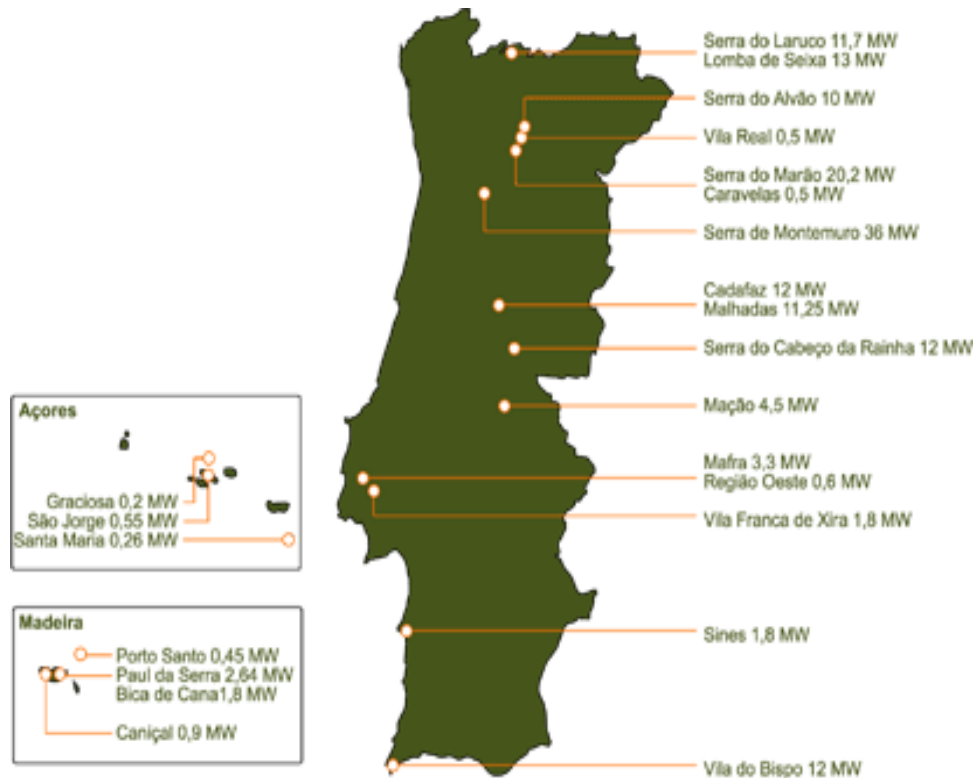 Serra do Laruco 11,7 MW
Lomba de Seixa 13 MW
Serra do Alvão 10 MW
Vila Real 0,5 MW
Serra do Marão 20,2 MW
Caravelas 0,5 MW
Serra de Montemuro 36 MW
Cadafaz 12 MW
Malhadas 11,25 MW
Serra do Cabeço da Rainha 12 MW
Mação 4,5 MW
Mafra 3,3 MW
Região Oeste 0,6 MW
Vila Franca de Xira 1,8 MW
Sines 1,8 MW
Vila do Bispo 12 MW
Açores
Graciosa 0,2 MW
São Jorge 0,55 MW
Santa Maria 0,26 MW
Madeira
Porto Santo 0,45 MW
Paul da Serra 2,64 MW
Bica de Cana1,8 MW
Caniçal 0,9 MW